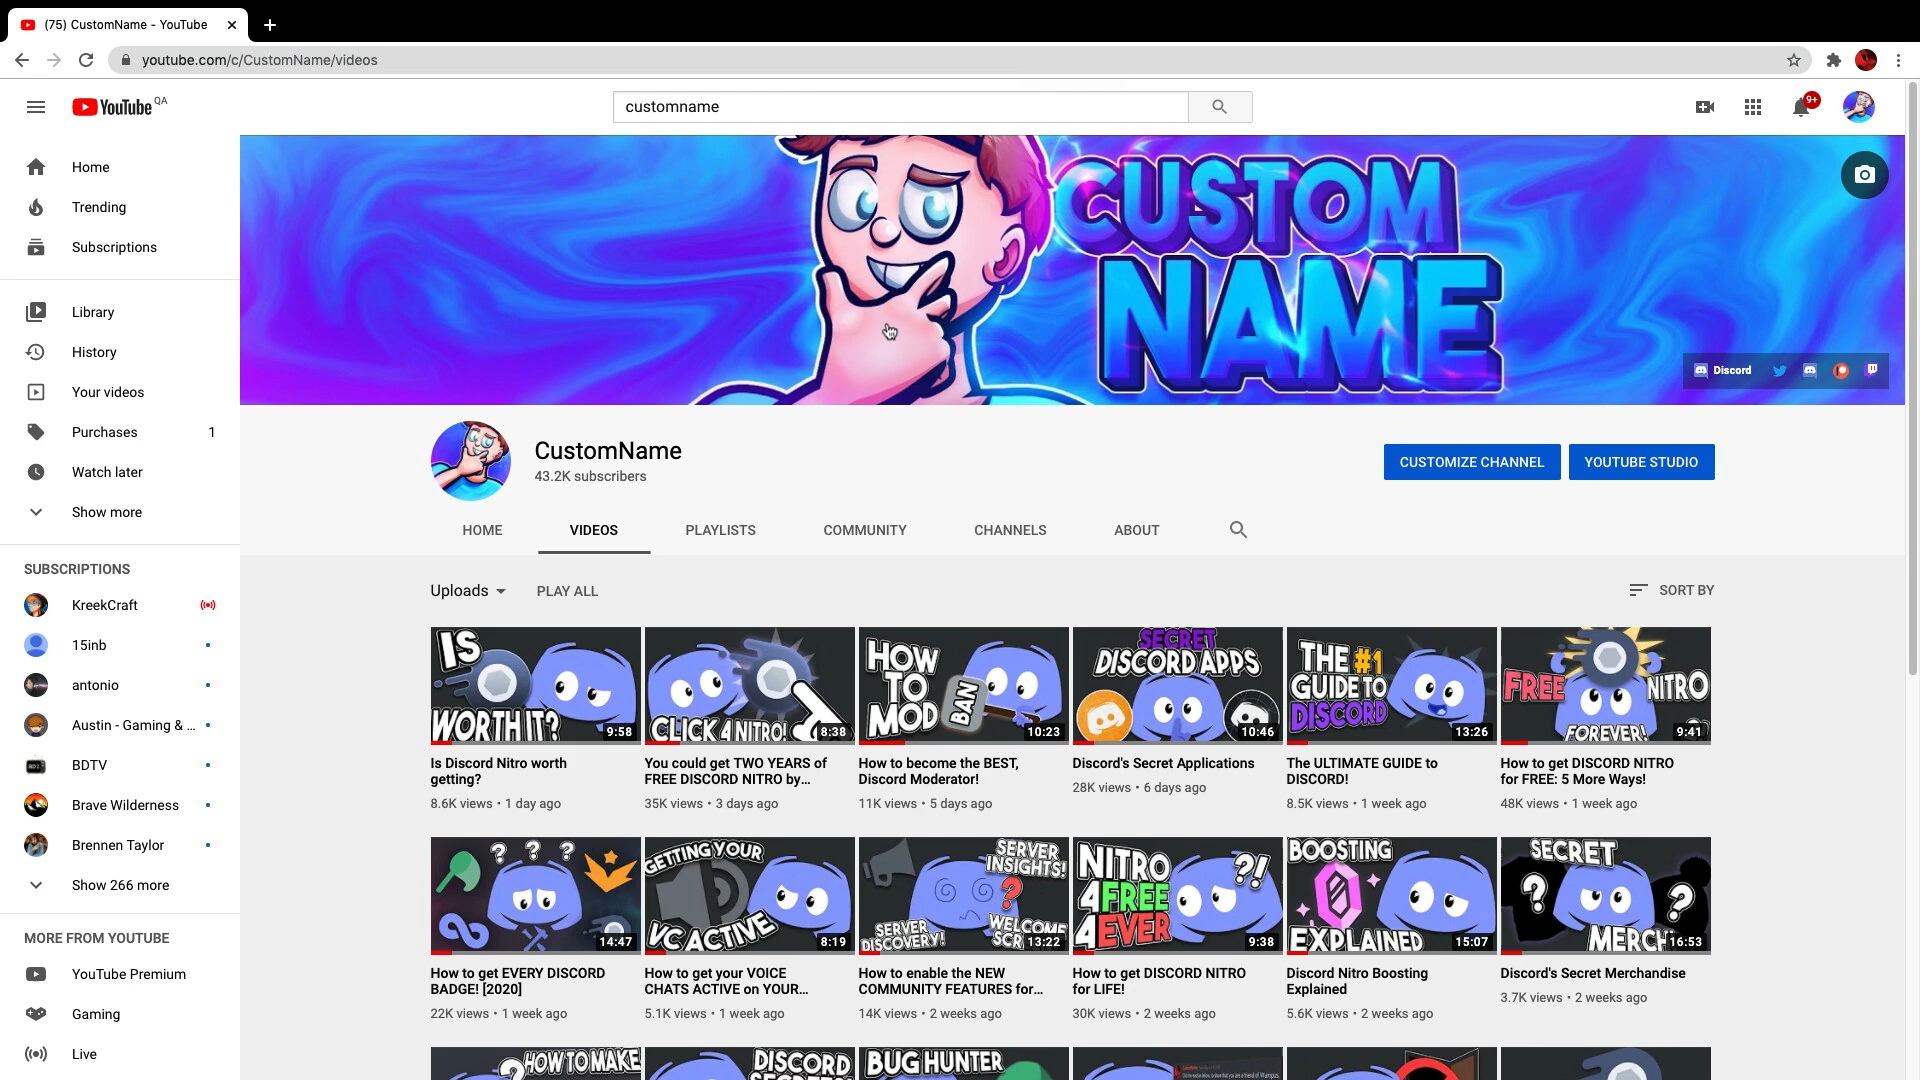 (75) CustomName - YouTube
youtube.com/c/CustomName/videos
YouTube QA
customname
9+
Home
Trending
Subscriptions
Library
History
Your videos
Purchases 1
Watch later
Show more
SUBSCRIPTIONS
KreekCraft
15inb
antonio
Austin - Gaming & ...
BDTV
Brave Wilderness
Brennen Taylor
Show 266 more
MORE FROM YOUTUBE
YouTube Premium
Gaming
Live
CUSTOM
NAME
Discord
CustomName
43.2K subscribers
CUSTOMIZE CHANNEL
YOUTUBE STUDIO
HOME VIDEOS PLAYLISTS COMMUNITY CHANNELS ABOUT
Uploads PLAY ALL
SORT BY
IS
WORTH IT?
9:58
Is Discord Nitro worth
getting?
8.6K views • 1 day ago
CLICK 4 NITRO!
8:38
You could get TWO YEARS of
FREE DISCORD NITRO by...
35K views • 3 days ago
HOW
TO
MOD
BAN
10:23
How to become the BEST,
Discord Moderator!
11K views • 5 days ago
SECRET
DISCORD APPS
10:46
Discord's Secret Applications
28K views • 6 days ago
THE #1
GUIDE TO
DISCORD
13:26
The ULTIMATE GUIDE to
DISCORD!
8.5K views • 1 week ago
FREE NITRO
FOREVER!
9:41
How to get DISCORD NITRO
for FREE: 5 More Ways!
48K views • 1 week ago
? ? ?
14:47
How to get EVERY DISCORD
BADGE! [2020]
22K views • 1 week ago
GETTING YOUR
VC ACTIVE
8:19
How to get your VOICE
CHATS ACTIVE on YOUR...
5.1K views • 1 week ago
SERVER
INSIGHTS!
?
SERVER
DISCOVERY!
WELCOME
SCR
13:22
How to enable the NEW
COMMUNITY FEATURES for...
14K views • 2 weeks ago
NITRO
4 FREE
4 EVER
?!
9:38
How to get DISCORD NITRO
for LIFE!
30K views • 2 weeks ago
BOOSTING
EXPLAINED
15:07
Discord Nitro Boosting
Explained
5.6K views • 2 weeks ago
SECRET
? ?
MERCH
16:53
Discord's Secret Merchandise
3.7K views • 2 weeks ago
? HOW TO MAKE
DISCORD
BUG HUNTER